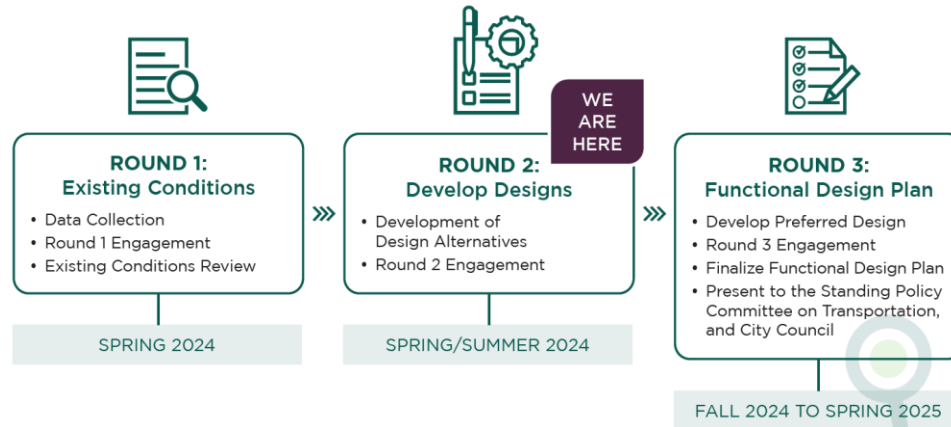 ROUND 1:
Existing Conditions
• Data Collection
• Round 1 Engagement
• Existing Conditions Review
SPRING 2024
WE
ARE
HERE
ROUND 2:
Develop Designs
• Development of
Design Alternatives
• Round 2 Engagement
SPRING/SUMMER 2024
ROUND 3:
Functional Design Plan
• Develop Preferred Design
• Round 3 Engagement
• Finalize Functional Design Plan
• Present to the Standing Policy
Committee on Transportation,
and City Council
FALL 2024 TO SPRING 2025